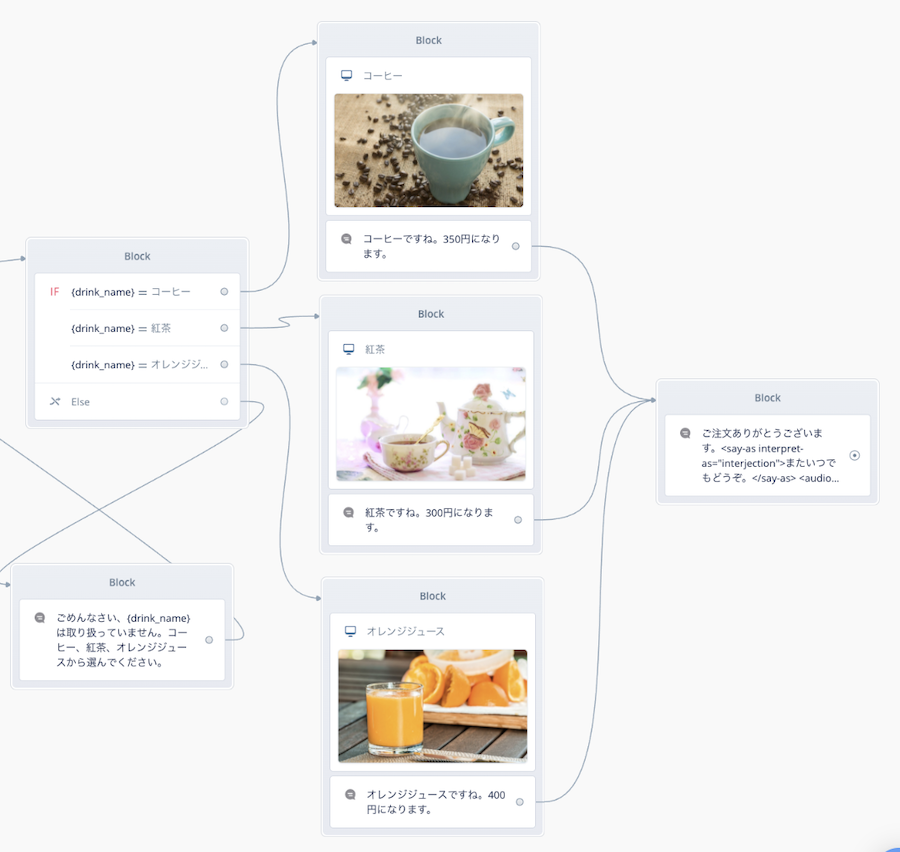 Block
IF {drink_name} = コーヒー
{drink_name} = 紅茶
{drink_name} = オレンジジ...
Else
Block
ごめんなさい、{drink_name}
は取り扱っていません。コー
ヒー、紅茶、オレンジジュー
スから選んでください。
Block
コーヒー
コーヒーですね。350円になり
ます。
Block
紅茶
紅茶ですね。300円になりま
す。
Block
オレンジジュース
オレンジジュースですね。400
円になります。
Block
ご注文ありがとうございま
す。<say-as interpret-
as="interjection">またいつで
もどうぞ。</say-as> <audio...